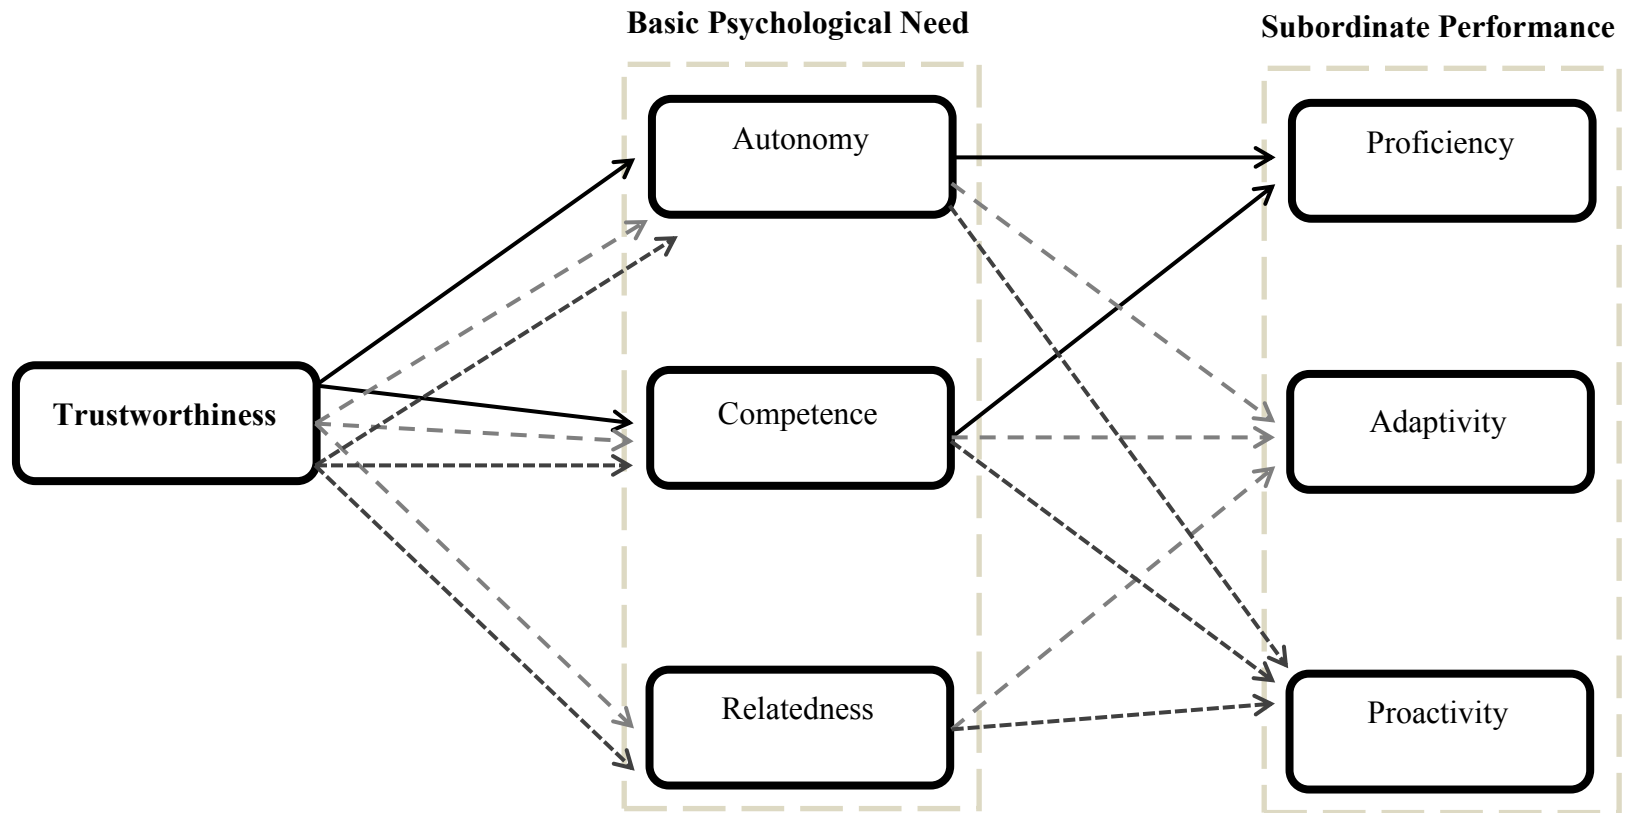 Basic Psychological Need
Subordinate Performance
Autonomy
Proficiency
Trustworthiness
Competence
Adaptivity
Relatedness
Proactivity